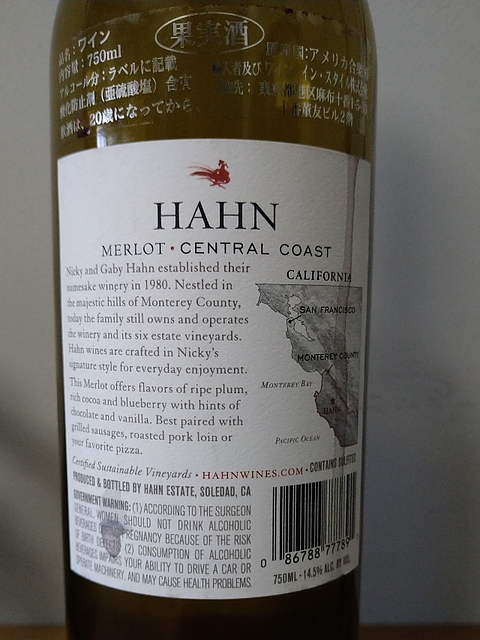 果実酒
品名:ワイン
内容量:750ml
アルコール分:ラベルに記載
酸化防止剤(亜硫酸塩)含有
飲酒は、20歳になってから
原産国:アメリカ合衆国
ワイン・イン・スタイル
HAHN
MERLOT • CENTRAL COAST
Nicky and Gaby Hahn established their
namesake winery in 1980. Nestled in
the majestic hills of Monterey County,
today the family still owns and operates
the winery and its six estate vineyards.
Hahn wines are crafted in Nicky's
signature style for everyday enjoyment.
This Merlot offers flavors of ripe plum,
rich cocoa and blueberry with hints of
chocolate and vanilla. Best paired with
grilled sausages, roasted pork loin or
your favorite pizza.
CALIFORNIA
SAN FRANCISCO
MONTEREY COUNTY
MONTEREY BAY
HAHN
PACIFIC OCEAN
Certified Sustainable Vineyards • HAHNWINES.COM • CONTAINS SULFITES
PRODUCED & BOTTLED BY HAHN ESTATE, SOLEDAD, CA
GOVERNMENT WARNING: (1) ACCORDING TO THE SURGEON
GENERAL, WOMEN SHOULD NOT DRINK ALCOHOLIC
BEVERAGES PREGNANCY BECAUSE OF THE RISK
OF BIRTH (2) CONSUMPTION OF ALCOHOLIC
BEVERAGES IMPAIRS YOUR ABILITY TO DRIVE A CAR OR
OPERATE MACHINERY, AND MAY CAUSE HEALTH PROBLEMS.
0 86788 77789
750ML • 14.5% ALC. BY VOL.